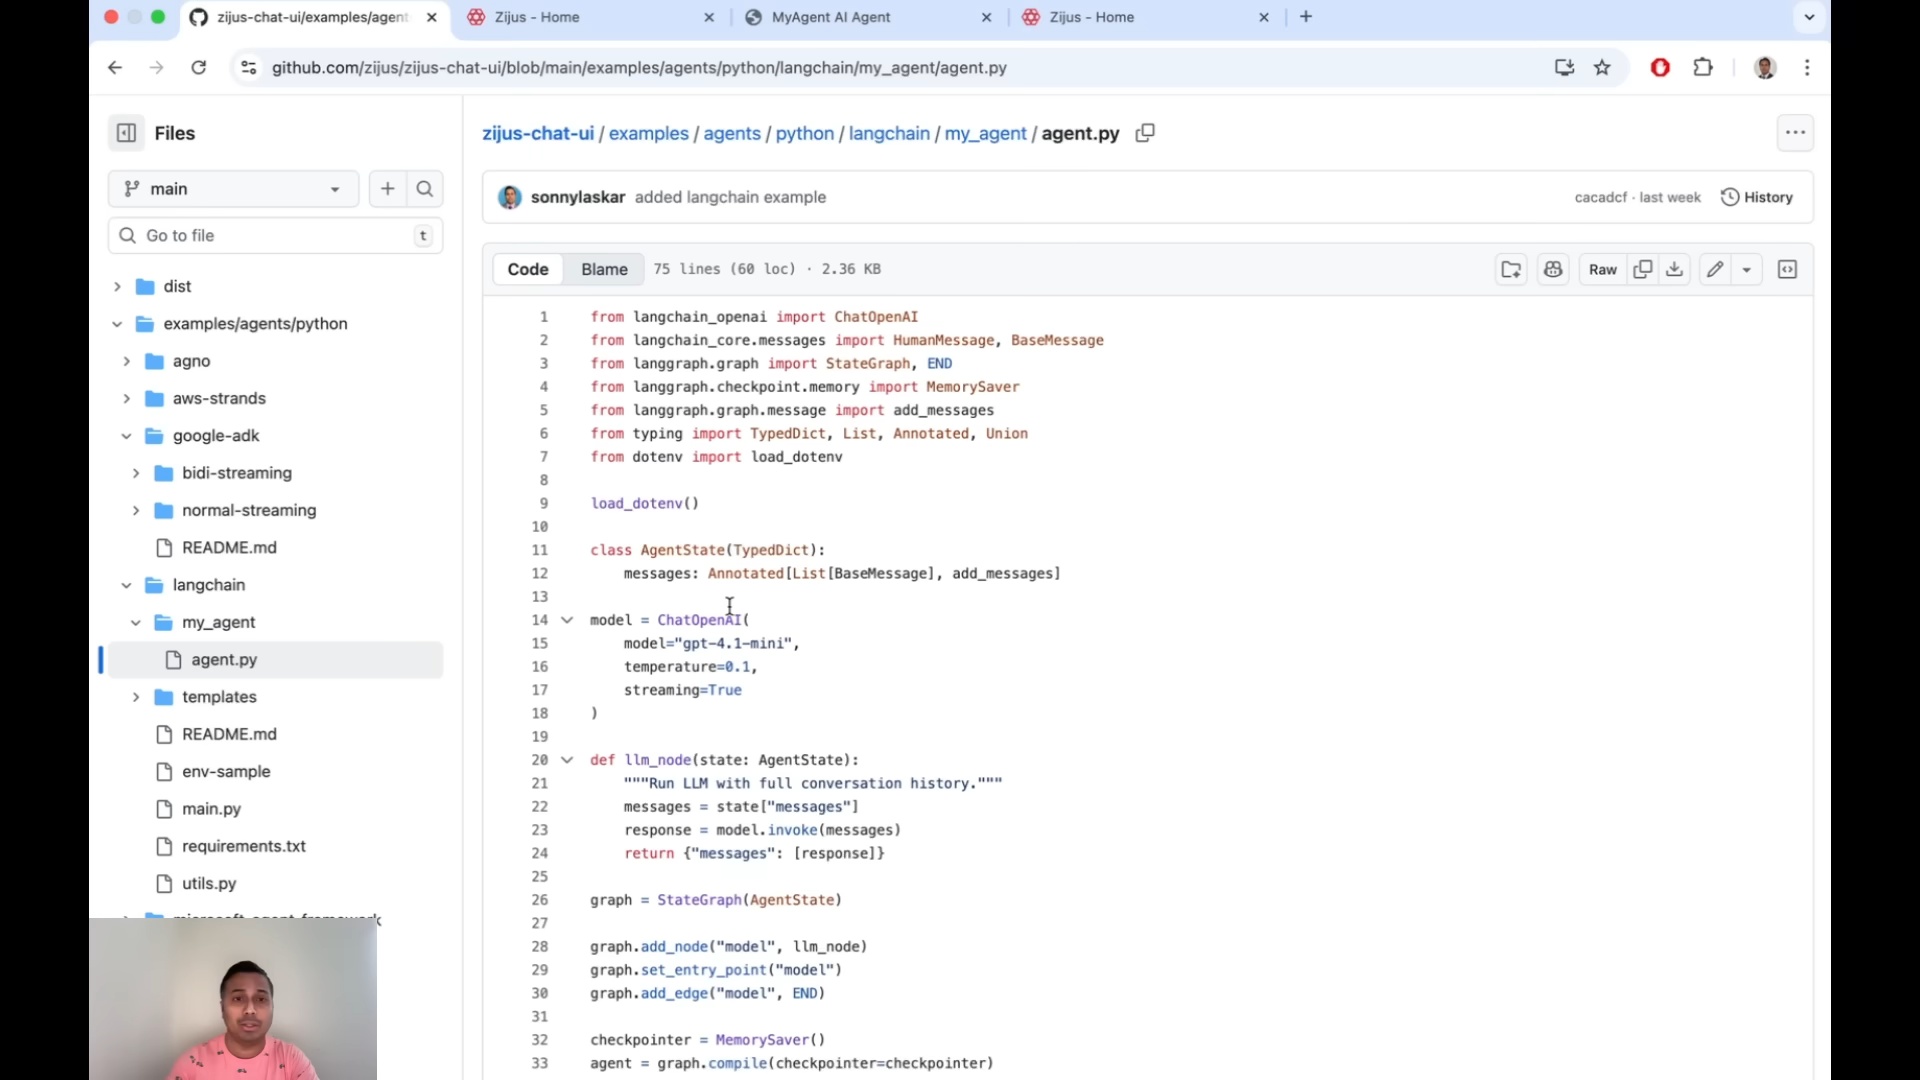 zijus-chat-ui/examples/agent
Zijus - Home
MyAgent AI Agent
Zijus - Home
github.com/zijus/zijus-chat-ui/blob/main/examples/agents/python/langchain/my_agent/agent.py
Files
main
Go to file
t
dist
examples/agents/python
agno
aws-strands
google-adk
bidi-streaming
normal-streaming
README.md
langchain
my_agent
agent.py
templates
README.md
env-sample
main.py
requirements.txt
utils.py
zijus-chat-ui / examples / agents / python / langchain / my_agent / agent.py
sonnylaskar added langchain example
cacadcf · last week
History
Code
Blame
75 lines (60 loc) · 2.36 KB
Raw
1 from langchain_openai import ChatOpenAI
2 from langchain_core.messages import HumanMessage, BaseMessage
3 from langgraph.graph import StateGraph, END
4 from langgraph.checkpoint.memory import MemorySaver
5 from langgraph.graph.message import add_messages
6 from typing import TypedDict, List, Annotated, Union
7 from dotenv import load_dotenv
8
9 load_dotenv()
10
11 class AgentState(TypedDict):
12     messages: Annotated[List[BaseMessage], add_messages]
13
14 model = ChatOpenAI(
15     model="gpt-4.1-mini",
16     temperature=0.1,
17     streaming=True
18 )
19
20 def llm_node(state: AgentState):
21     """Run LLM with full conversation history."""
22     messages = state["messages"]
23     response = model.invoke(messages)
24     return {"messages": [response]}
25
26 graph = StateGraph(AgentState)
27
28 graph.add_node("model", llm_node)
29 graph.set_entry_point("model")
30 graph.add_edge("model", END)
31
32 checkpointer = MemorySaver()
33 agent = graph.compile(checkpointer=checkpointer)